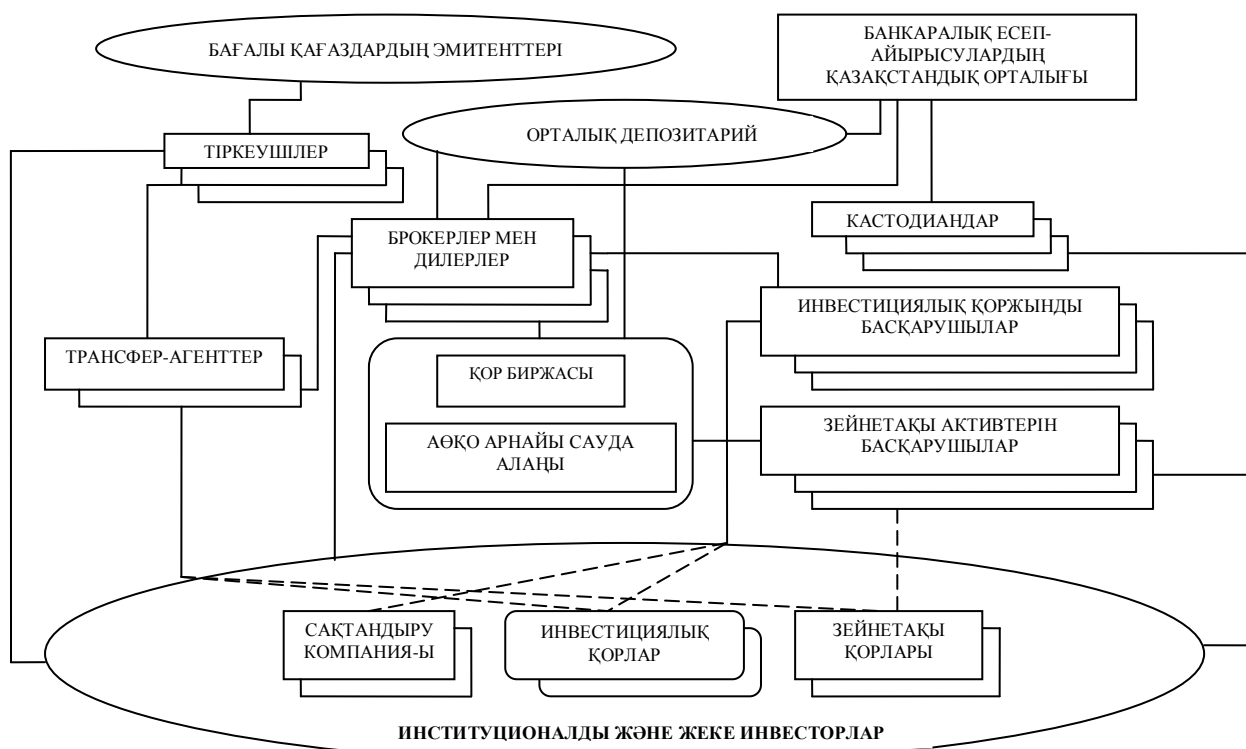 БАҒАЛЫ ҚАҒАЗДАРДЫҢ ЭМИТЕНТТЕРІ
БАНКАРАЛЫҚ ЕСЕП-
АЙЫРЫСУЛАРДЫҢ
ҚАЗАҚСТАНДЫҚ ОРТАЛЫҒЫ
ОРТАЛЫҚ ДЕПОЗИТАРИЙ
ТІРКЕУШІЛЕР
КАСТОДИАНДАР
БРОКЕРЛЕР МЕН
ДИЛЕРЛЕР
ИНВЕСТИЦИЯЛЫҚ ҚОРЖЫНДЫ
БАСҚАРУШЫЛАР
ТРАНСФЕР-АГЕНТТЕР
ҚОР БИРЖАСЫ
АӨҚО АРНАЙЫ САУДА
АЛАҢЫ
ЗЕЙНЕТАҚЫ АКТИВТЕРІН
БАСҚАРУШЫЛАР
САҚТАНДЫРУ
КОМПАНИЯ-Ы
ИНВЕСТИЦИЯЛЫҚ
ҚОРЛАР
ЗЕЙНЕТАҚЫ
ҚОРЛАРЫ
ИНСТИТУЦИОНАЛДЫ ЖӘНЕ ЖЕКЕ ИНВЕСТОРЛАР